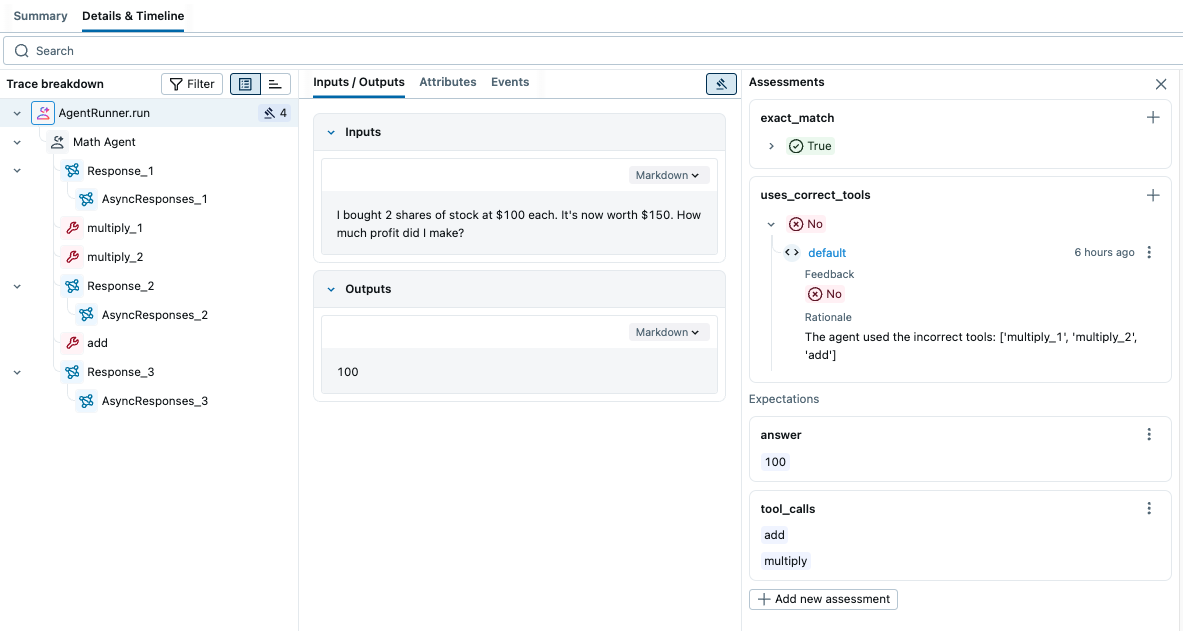 Summary
Details & Timeline
Search
Trace breakdown
Filter
AgentRunner.run
4
Math Agent
Response_1
AsyncResponses_1
multiply_1
multiply_2
Response_2
AsyncResponses_2
add
Response_3
AsyncResponses_3
Inputs / Outputs
Attributes
Events
Inputs
Markdown
I bought 2 shares of stock at $100 each. It's now worth $150. How
much profit did I make?
Outputs
Markdown
100
Assessments
exact_match
True
uses_correct_tools
No
default
6 hours ago
Feedback
No
Rationale
The agent used the incorrect tools: ['multiply_1', 'multiply_2',
'add']
Expectations
answer
100
tool_calls
add
multiply
Add new assessment